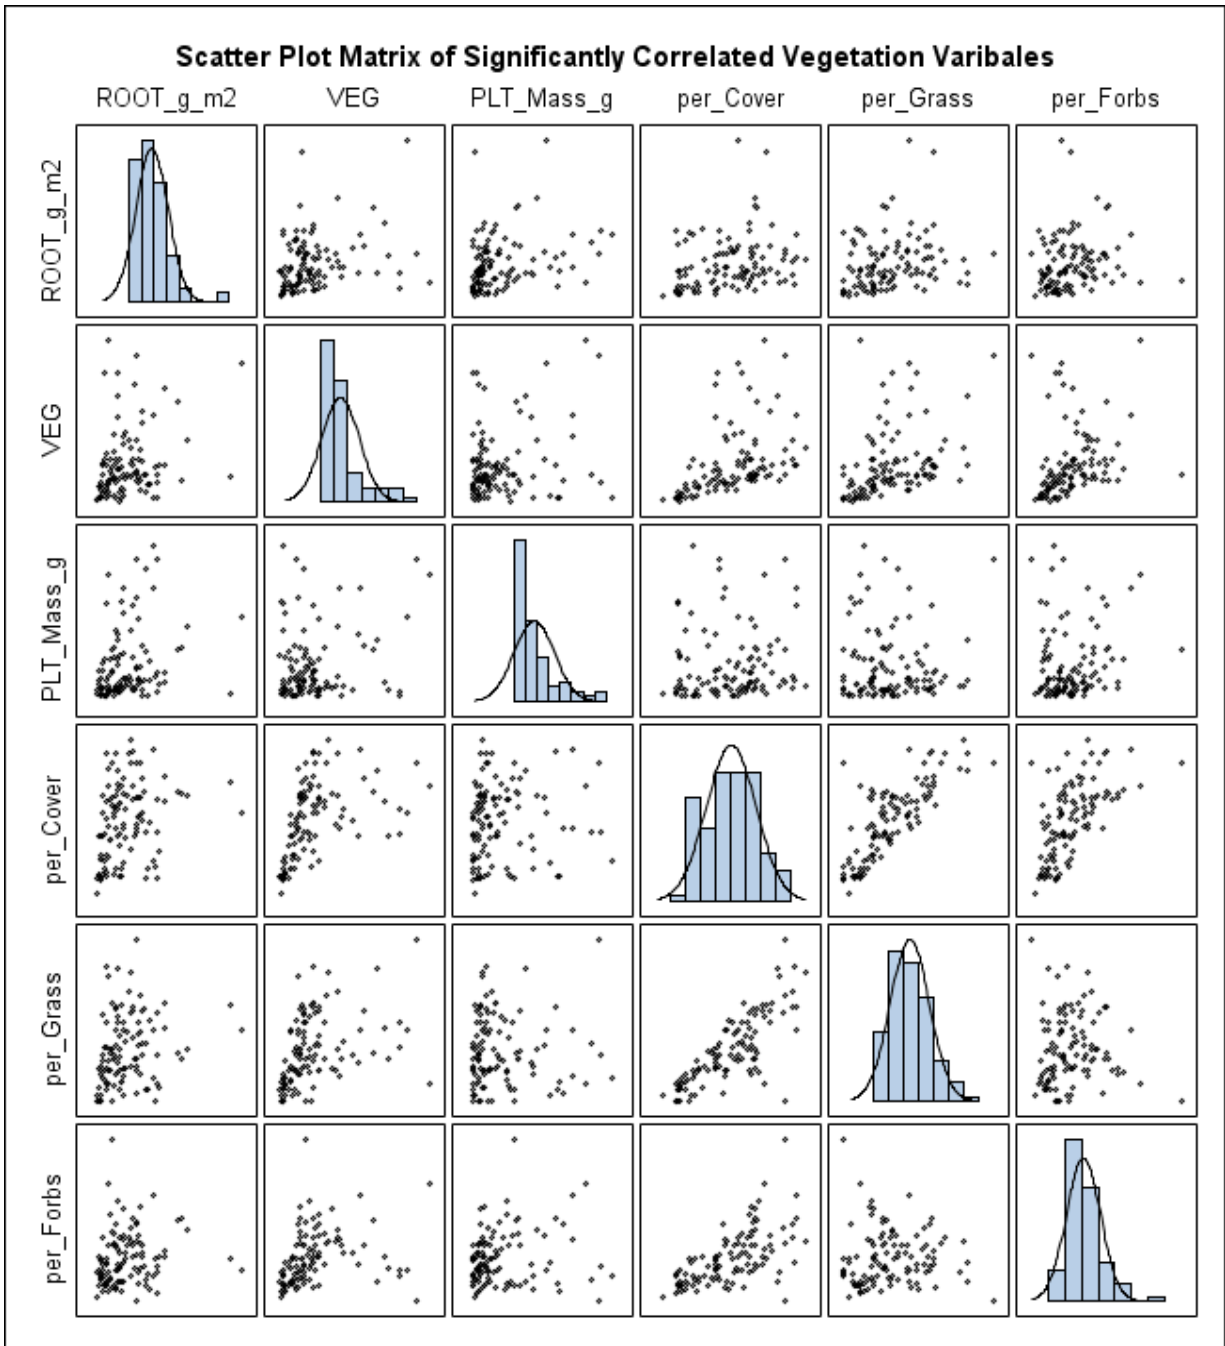 Scatter Plot Matrix of Significantly Correlated Vegetation Varibales
ROOT_g_m2 VEG PLT_Mass_g per_Cover per_Grass per_Forbs
ROOT_g_m2
VEG
PLT_Mass_g
per_Cover
per_Grass
per_Forbs